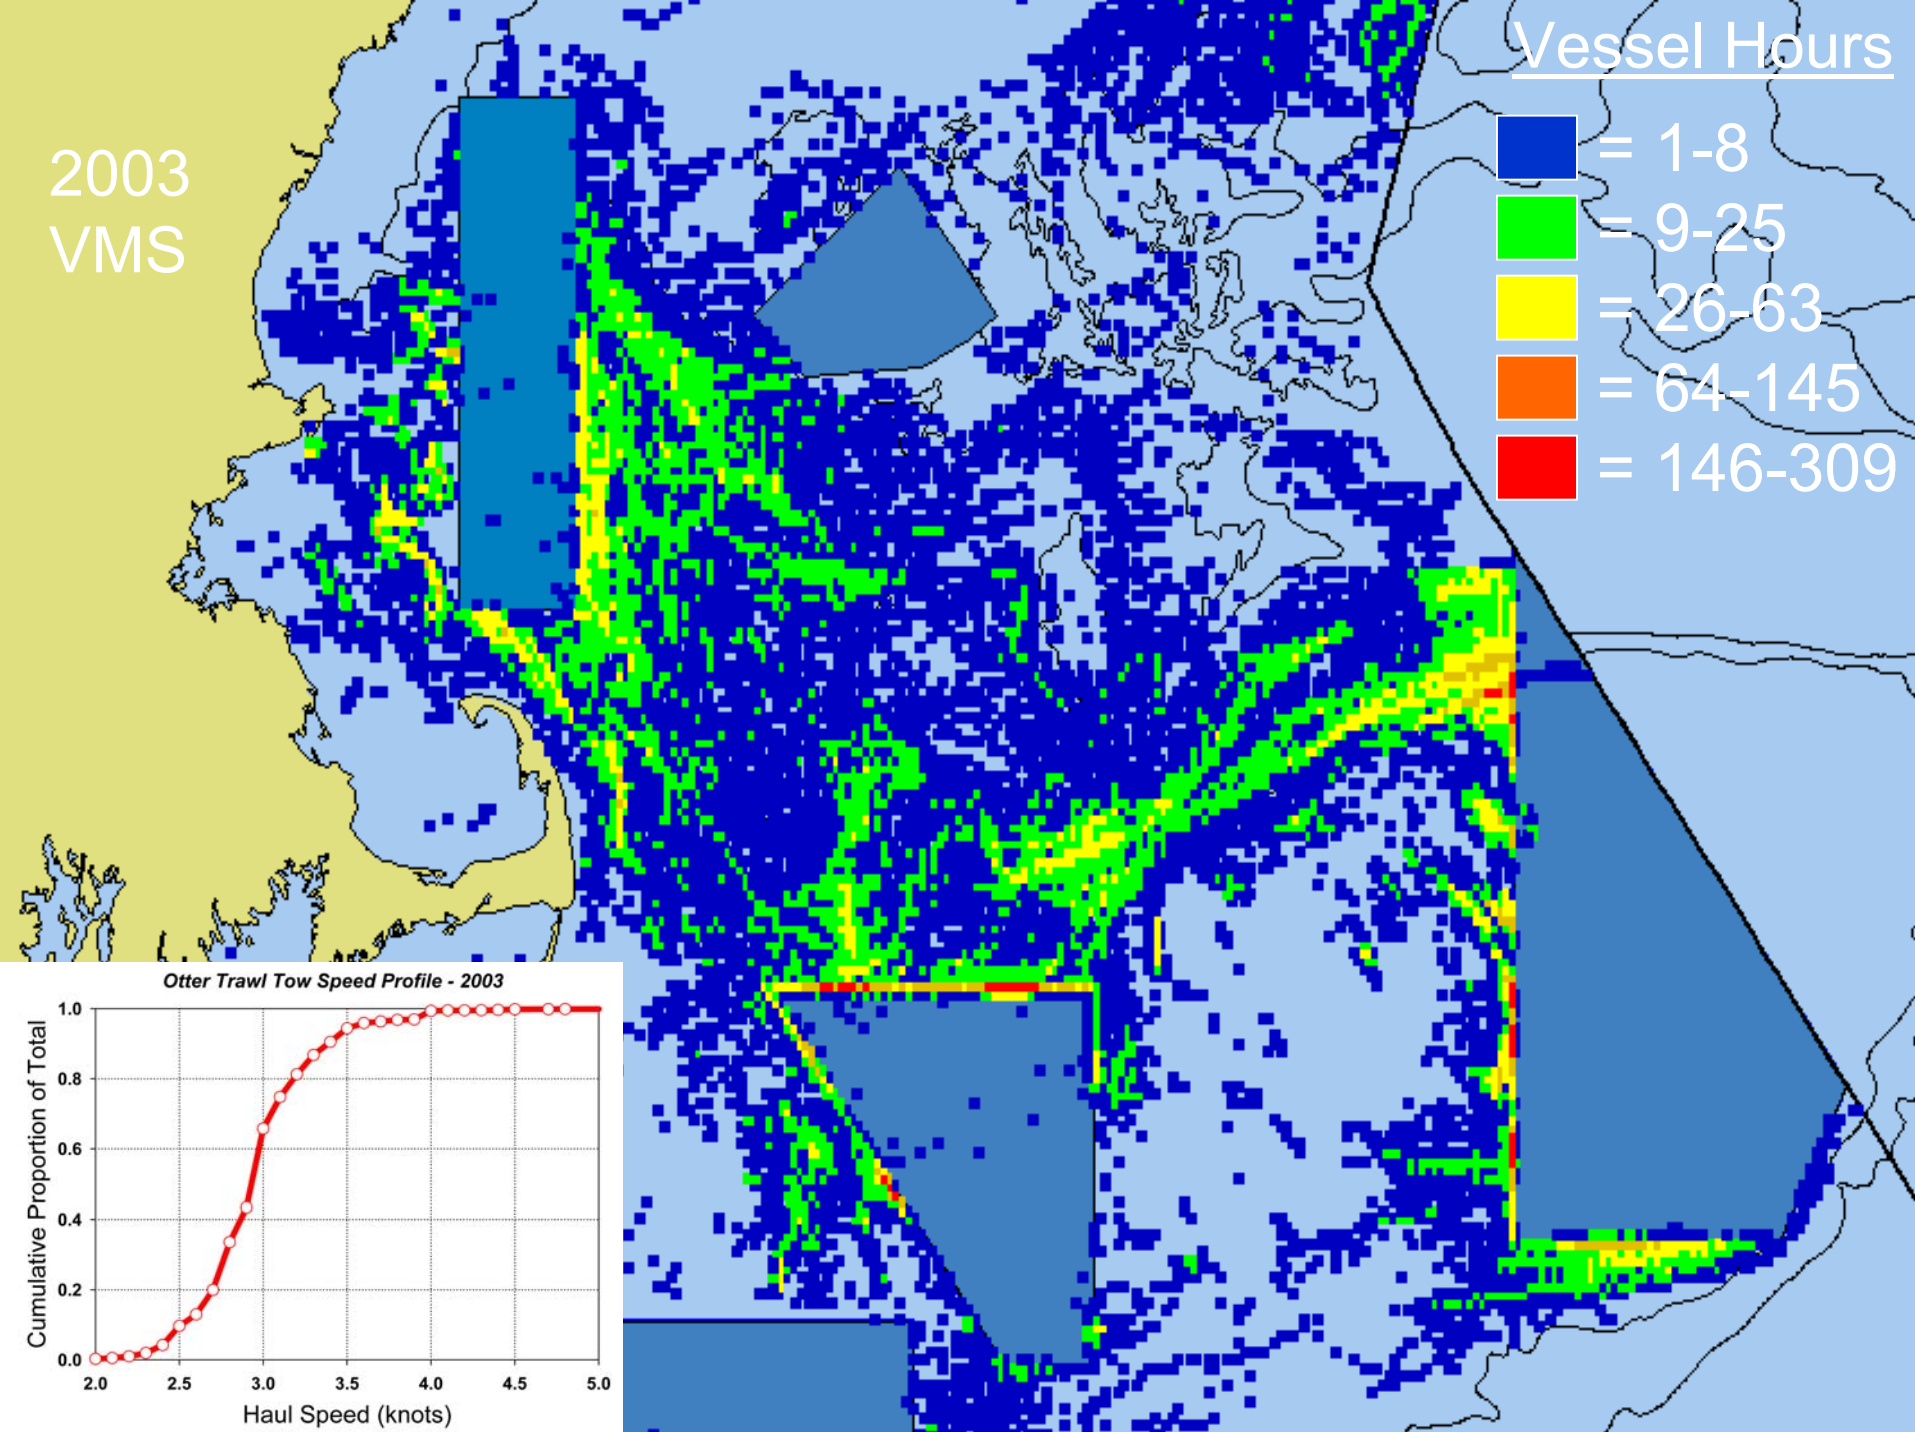 2003
VMS
Vessel Hours
= 1-8
= 9-25
= 26-63
= 64-145
= 146-309
Otter Trawl Tow Speed Profile - 2003
Cumulative Proportion of Total
1.0
0.8
0.6
0.4
0.2
0.0
2.0 2.5 3.0 3.5 4.0 4.5 5.0
Haul Speed (knots)